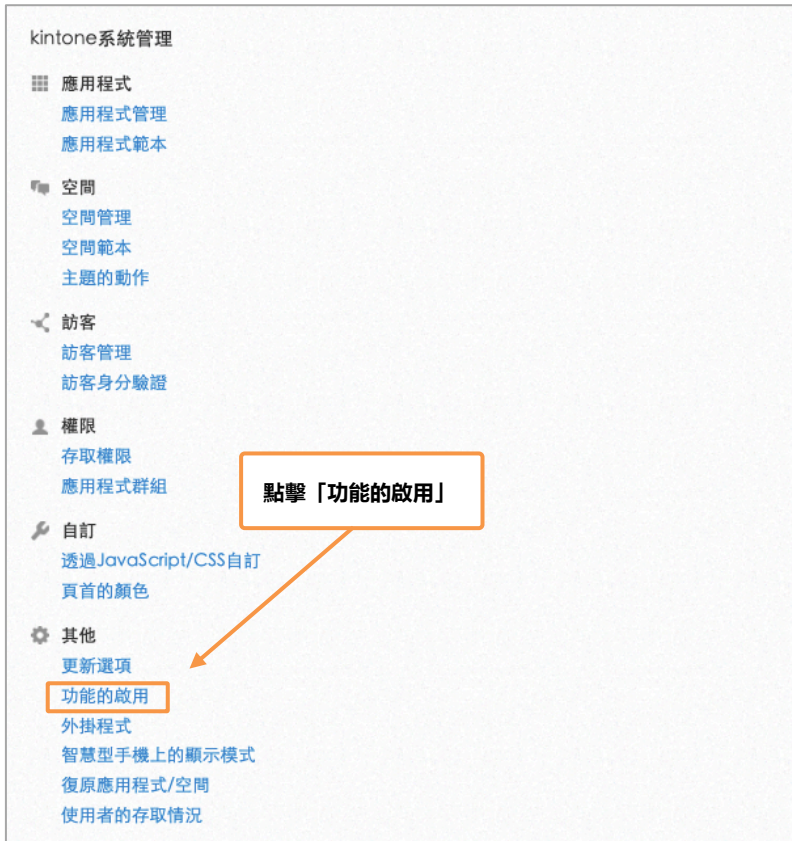 kintone系統管理
應用程式
應用程式管理
應用程式範本
空間
空間管理
空間範本
主題的動作
訪客
訪客管理
訪客身分驗證
權限
存取權限
應用程式群組
點擊「功能的啟用」
自訂
透過JavaScript/CSS自訂
頁首的顏色
其他
更新選項
功能的啟用
外掛程式
智慧型手機上的顯示模式
復原應用程式/空間
使用者的存取情況